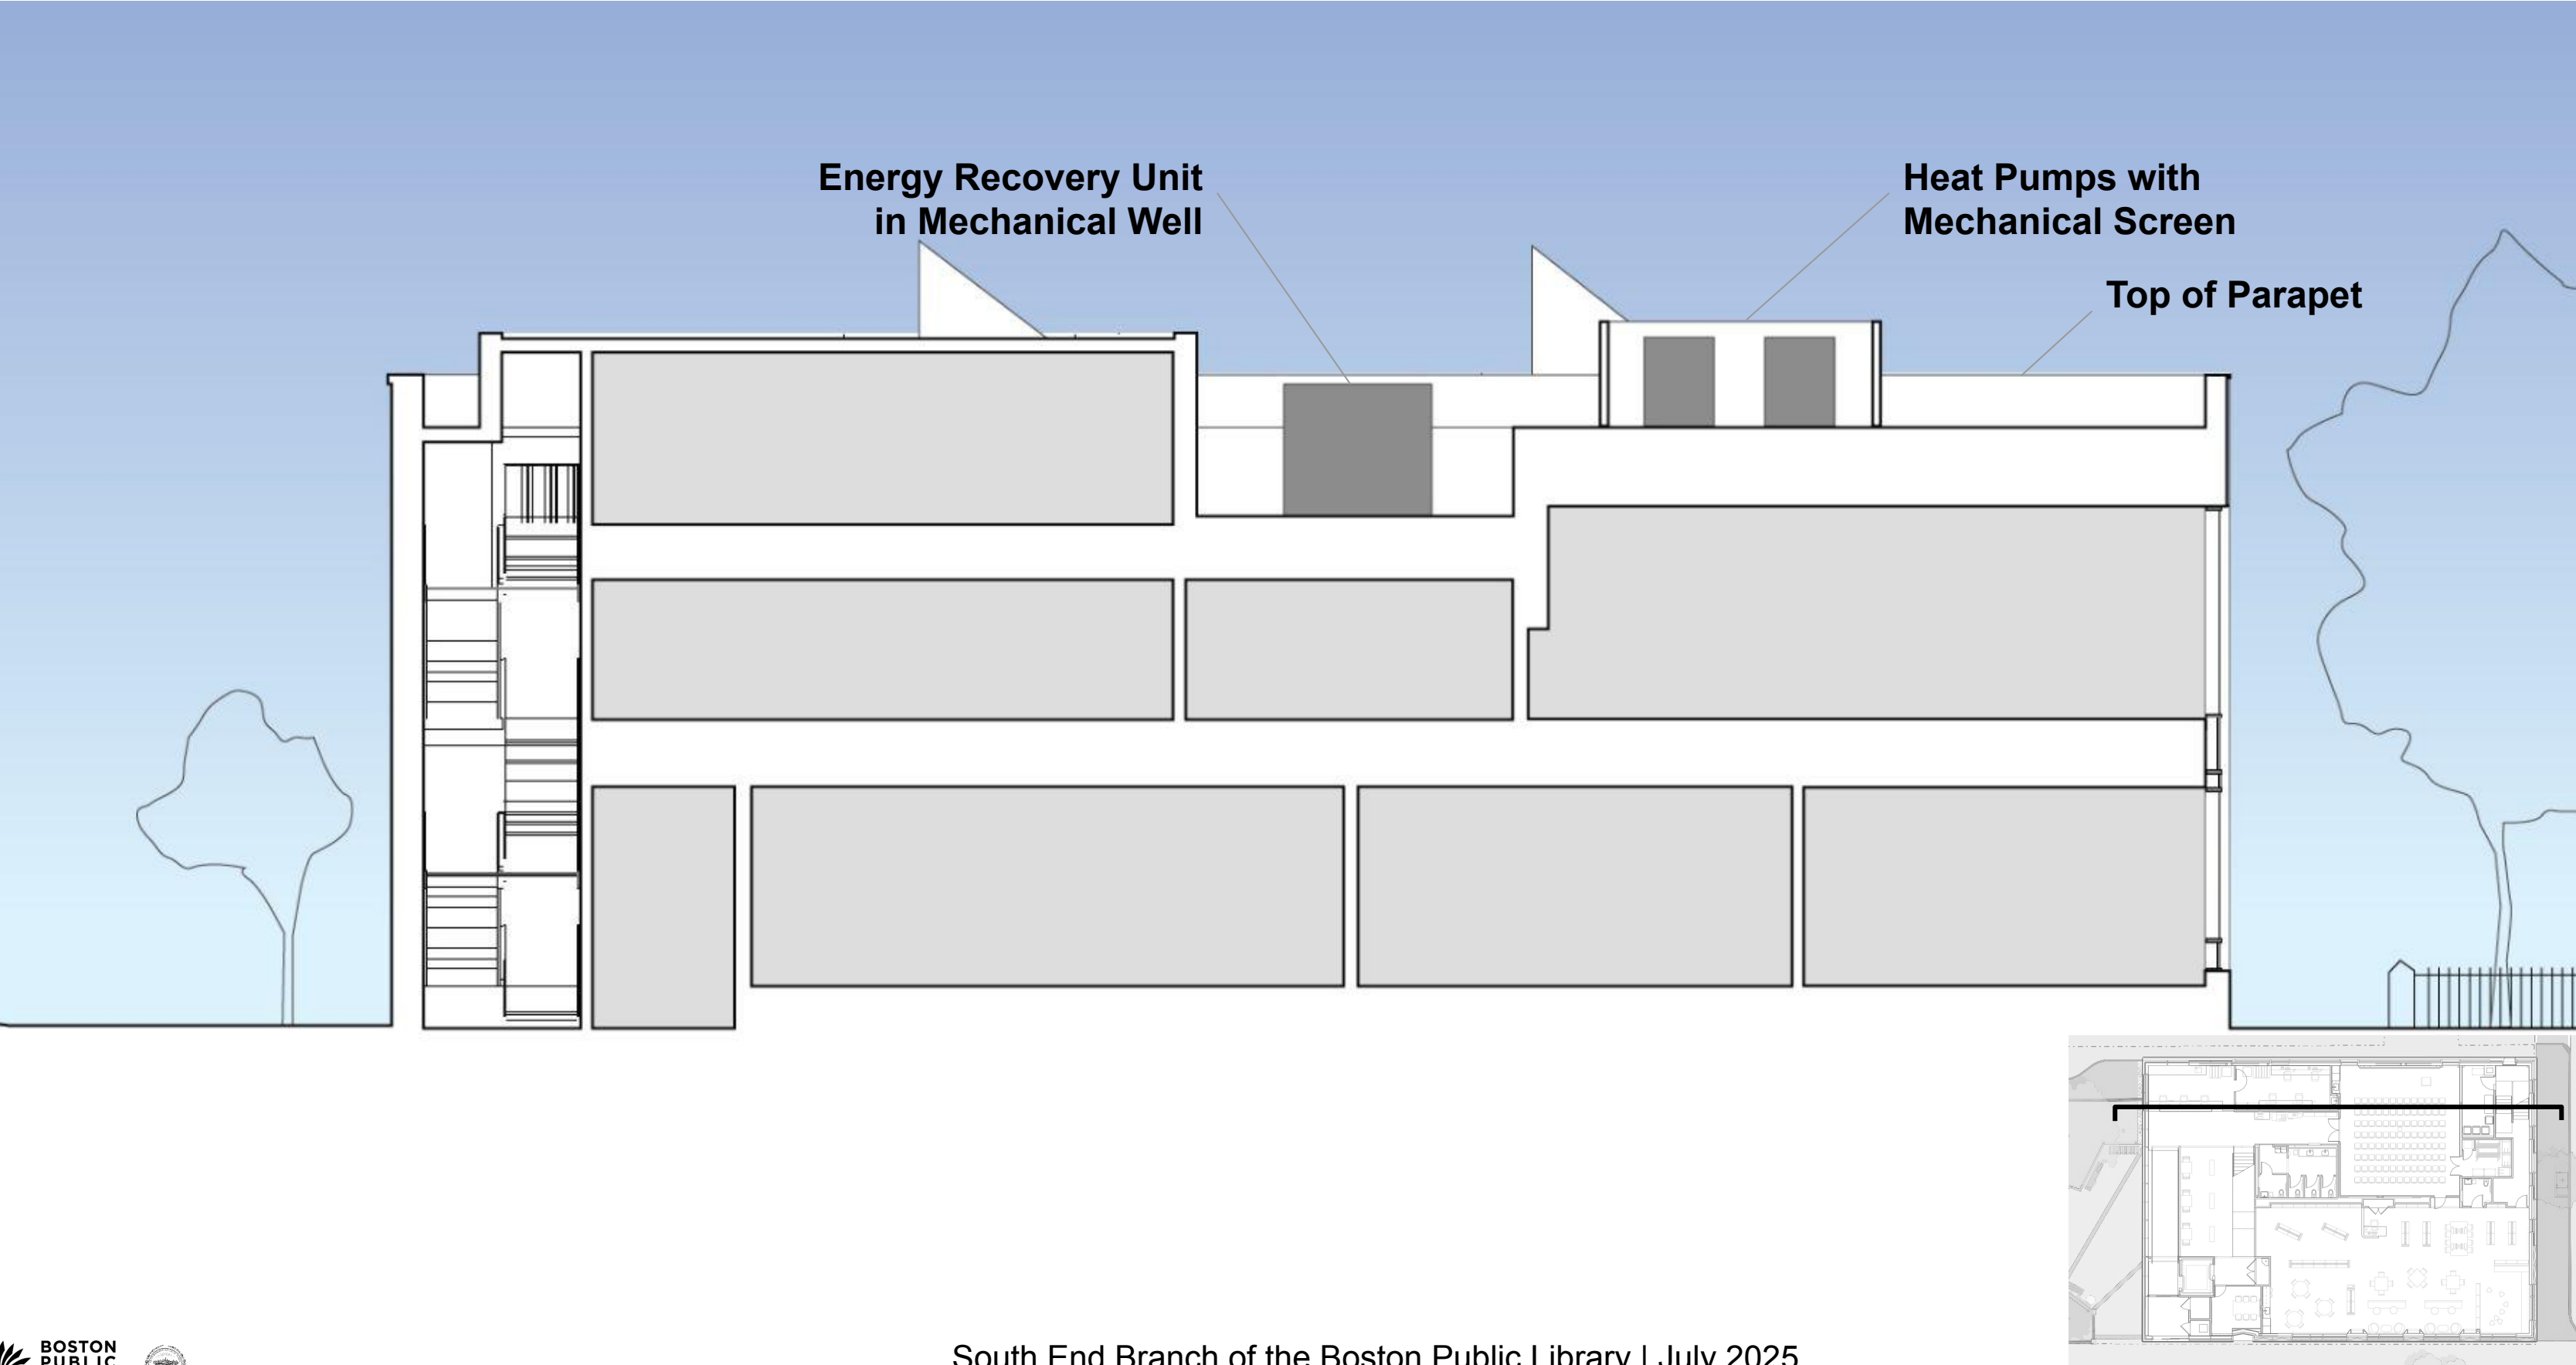 Energy Recovery Unit
in Mechanical Well
Heat Pumps with
Mechanical Screen
Top of Parapet
BOSTON
PUBLIC
South End Branch of the Boston Public Library | July 2025